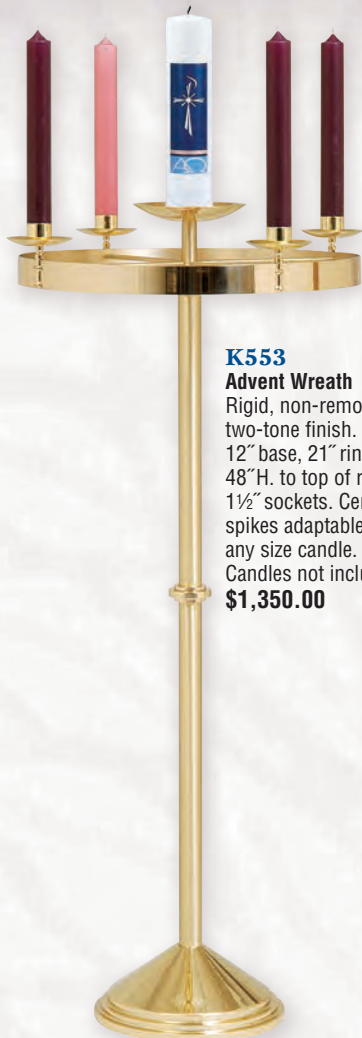 K553
Advent Wreath
Rigid, non-remo
two-tone finish.
12˝ base, 21˝ rin
48˝H. to top of r
1½˝ sockets. Cen
spikes adaptable
any size candle.
Candles not inclu
$1,350.00